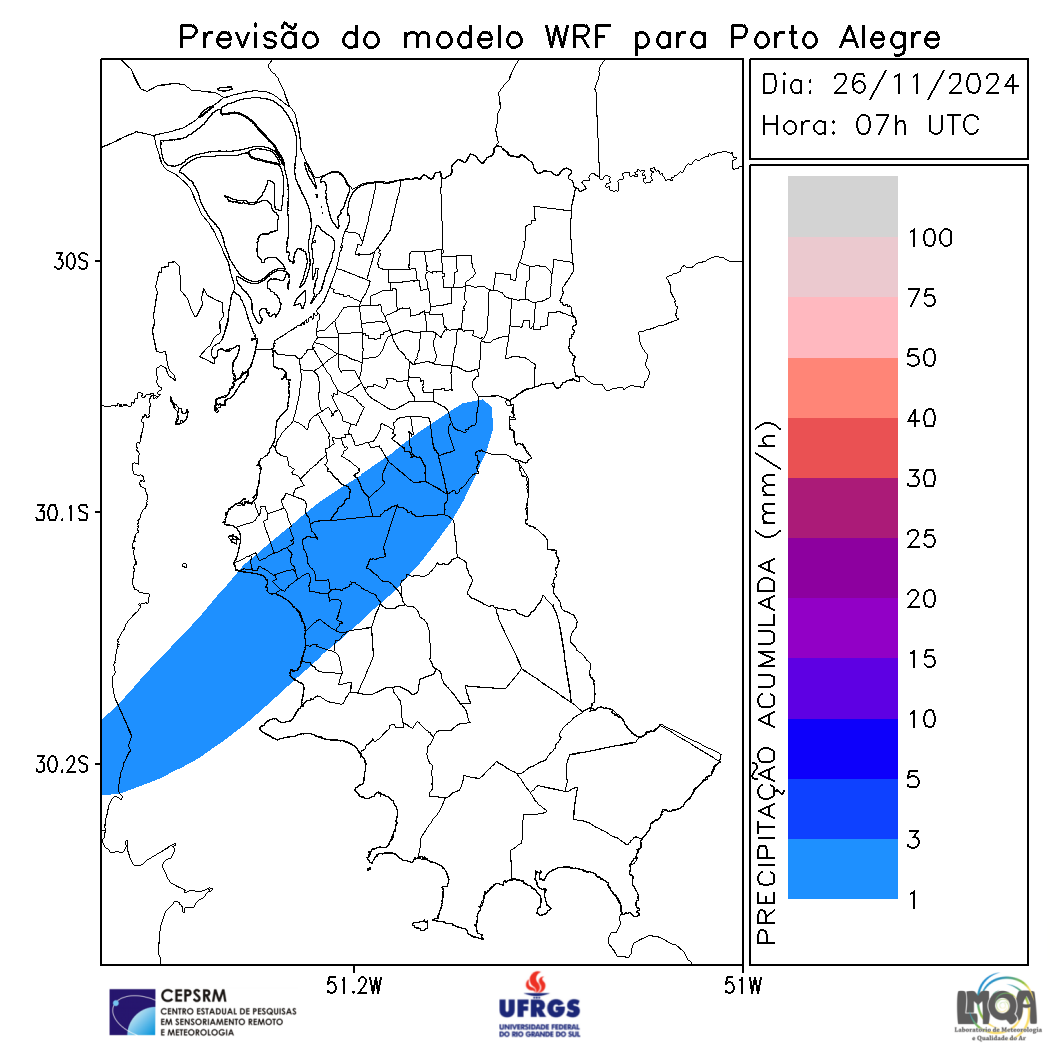 Previsão do modelo WRF para Porto Alegre
Dia: 26/11/2024
Hora: 07h UTC
PRECIPITAÇÃO ACUMULADA (mm/h)
100
75
50
40
30
25
20
15
10
5
3
1
30S
30.1S
30.2S
51.2W
51W
CEPSRM
CENTRO ESTADUAL DE PESQUISAS
EM SENSORIAMENTO REMOTO
E METEOROLOGIA
UFRGS
UNIVERSIDADE FEDERAL
DO RIO GRANDE DO SUL
LMQA
Laboratório de Meteorologia
e Qualidade do Ar